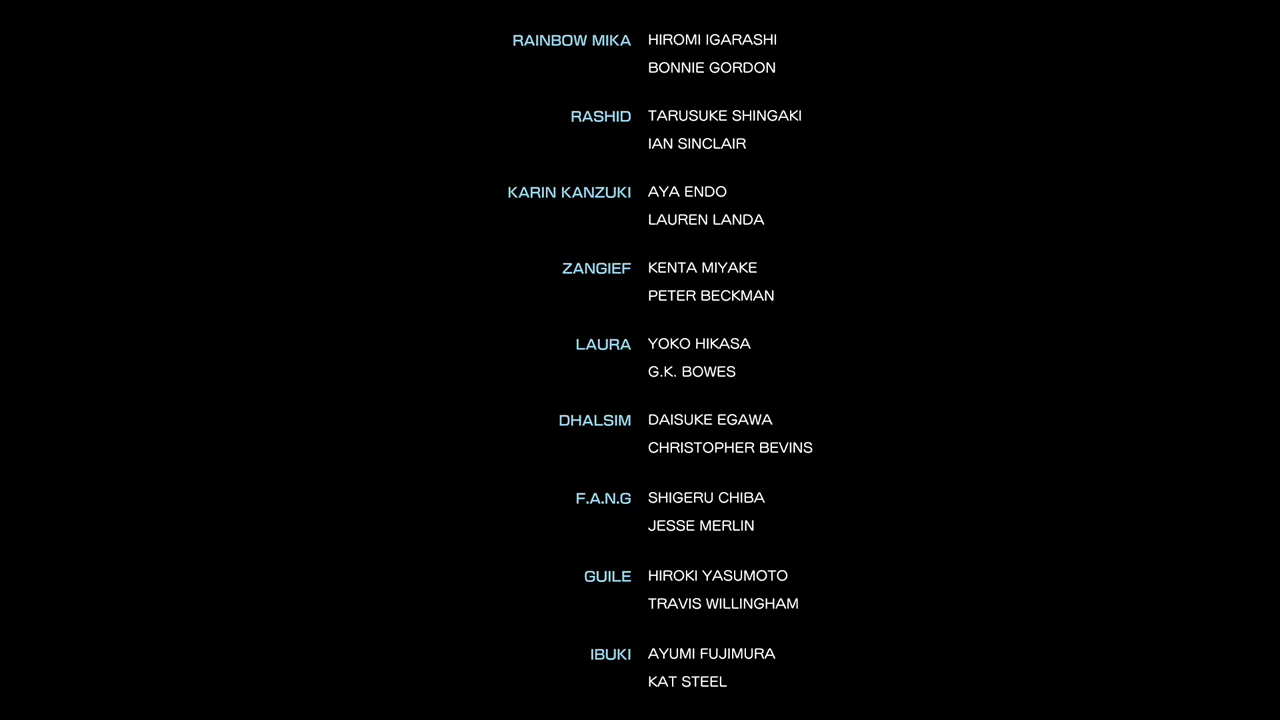 RAINBOW MIKA HIROMI IGARASHI
BONNIE GORDON
RASHID TARUSUKE SHINGAKI
IAN SINCLAIR
KARIN KANZUKI AYA ENDO
LAUREN LANDA
ZANGIEF KENTA MIYAKE
PETER BECKMAN
LAURA YOKO HIKASA
G.K. BOWES
DHALSIM DAISUKE EGAWA
CHRISTOPHER BEVINS
F.A.N.G SHIGERU CHIBA
JESSE MERLIN
GUILE HIROKI YASUMOTO
TRAVIS WILLINGHAM
IBUKI AYUMI FUJIMURA
KAT STEEL